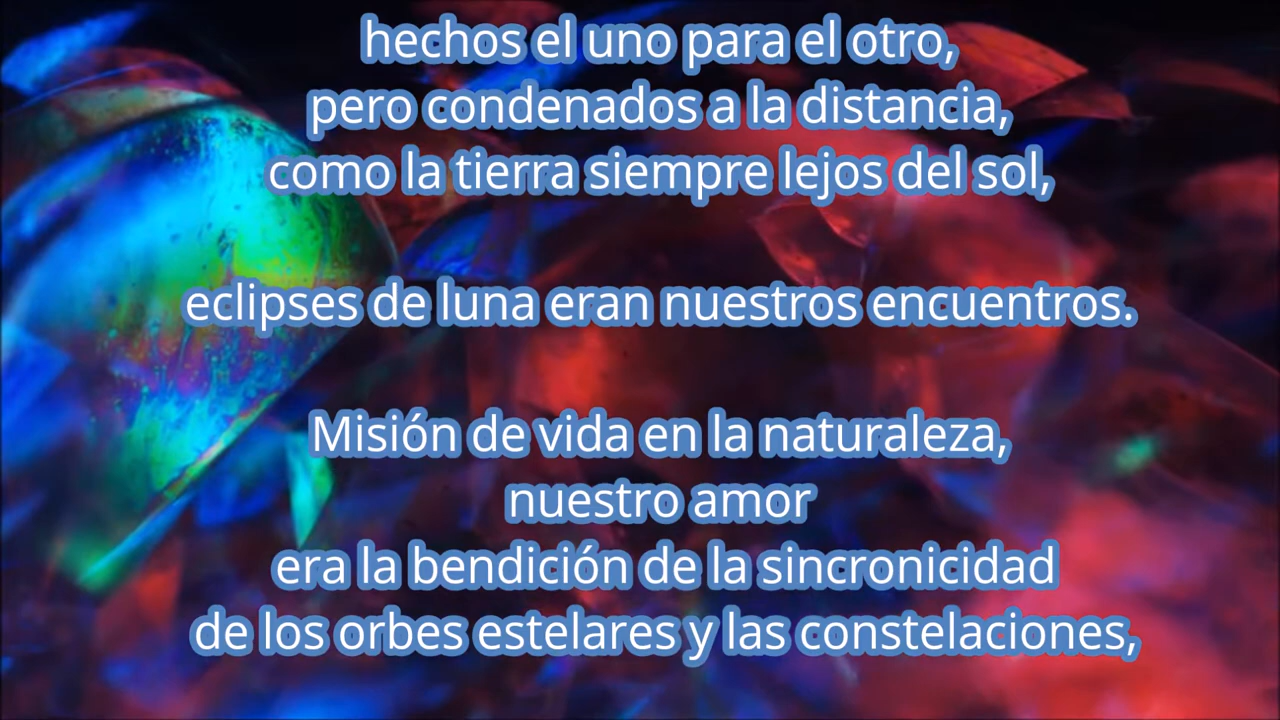 hechos el uno para el otro,
pero condenados a la distancia,
como la tierra siempre lejos del sol,
eclipses de luna eran nuestros encuentros.
Misión de vida en la naturaleza,
nuestro amor
era la bendición de la sincronicidad
de los orbes estelares y las constelaciones,